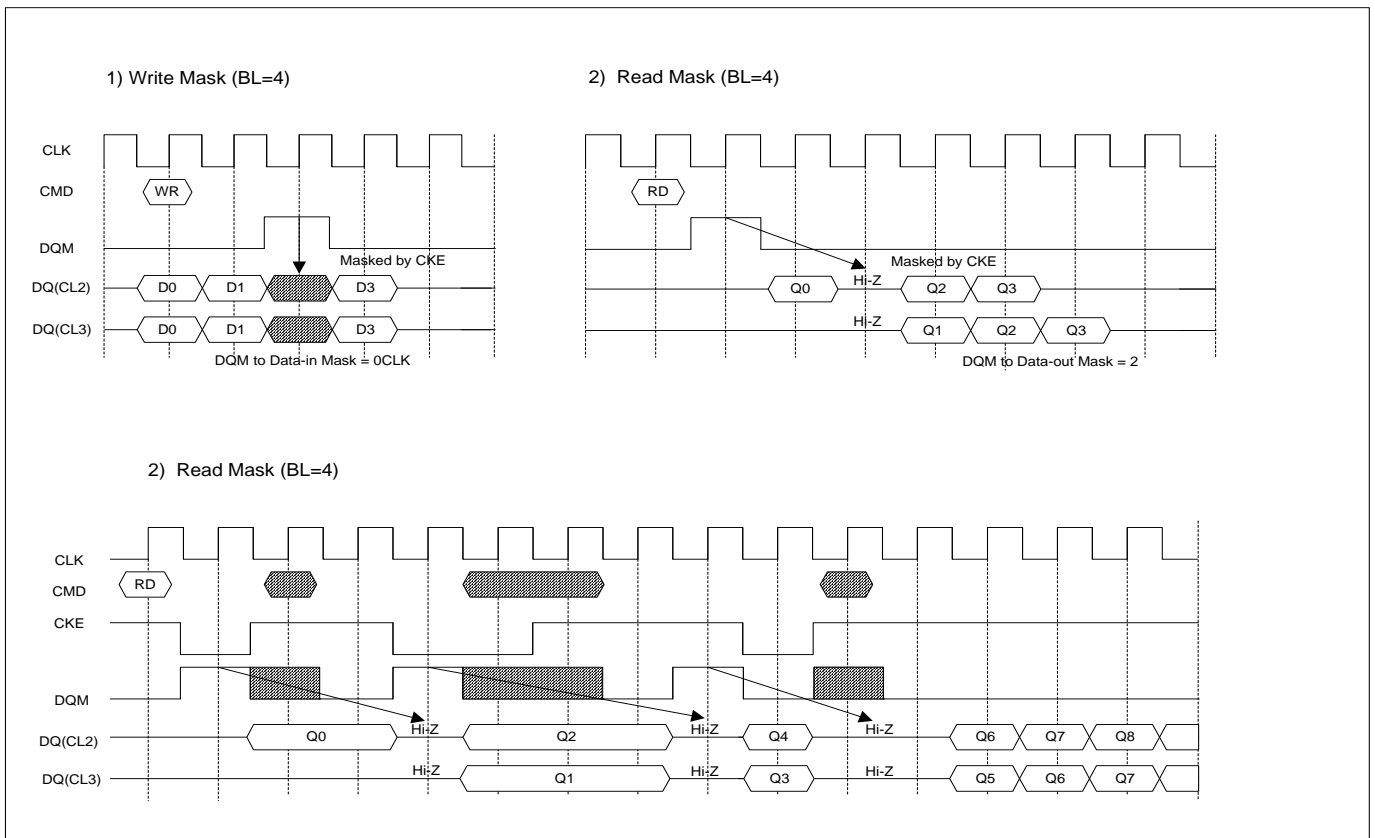 1) Write Mask (BL=4)
CLK
CMD
WR
DQM
Masked by CKE
DQ(CL2)
D0 D1 D3
DQ(CL3)
D0 D1 D3
DQM to Data-in Mask = 0CLK
2) Read Mask (BL=4)
RD
Masked by CKE
Q0 Hi-Z Q2 Q3
Hi-Z Q1 Q2 Q3
DQM to Data-out Mask = 2
2) Read Mask (BL=4)
CLK
CMD
RD
CKE
DQM
DQ(CL2)
Q0 Hi-Z Q2 Hi-Z Q4 Hi-Z Q6 Q7 Q8
DQ(CL3)
Hi-Z Q1 Hi-Z Q3 Hi-Z Q5 Q6 Q7